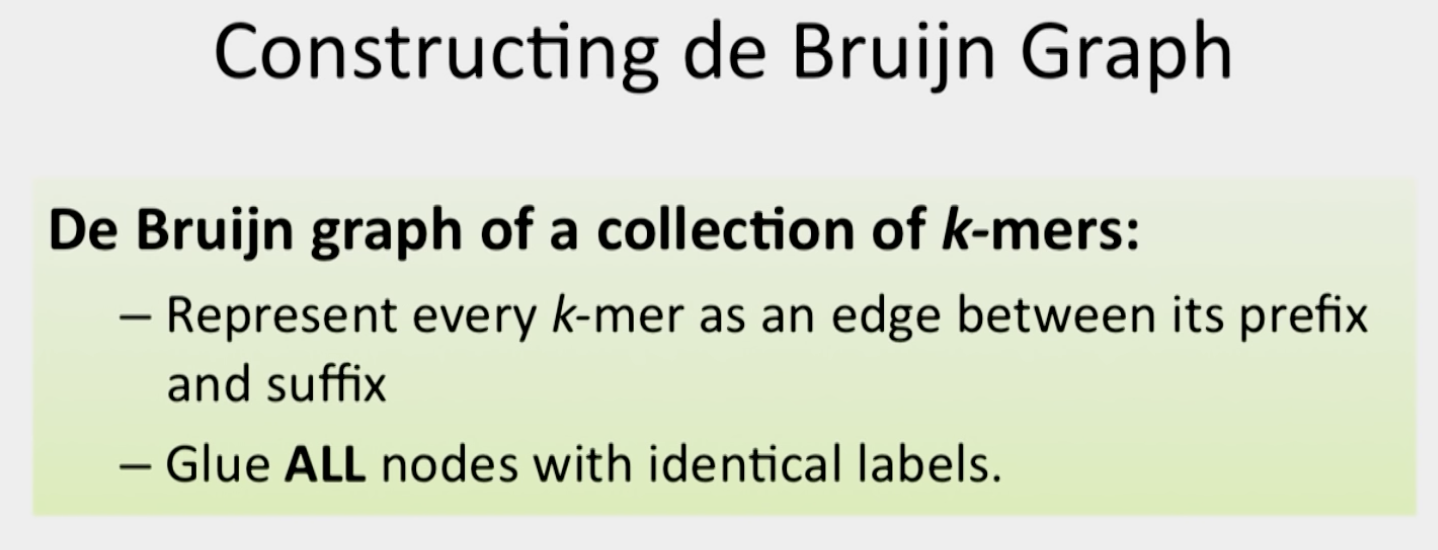 Constructing de Bruijn Graph
De Bruijn graph of a collection of k-mers:
– Represent every k-mer as an edge between its prefix
and suffix
– Glue ALL nodes with identical labels.